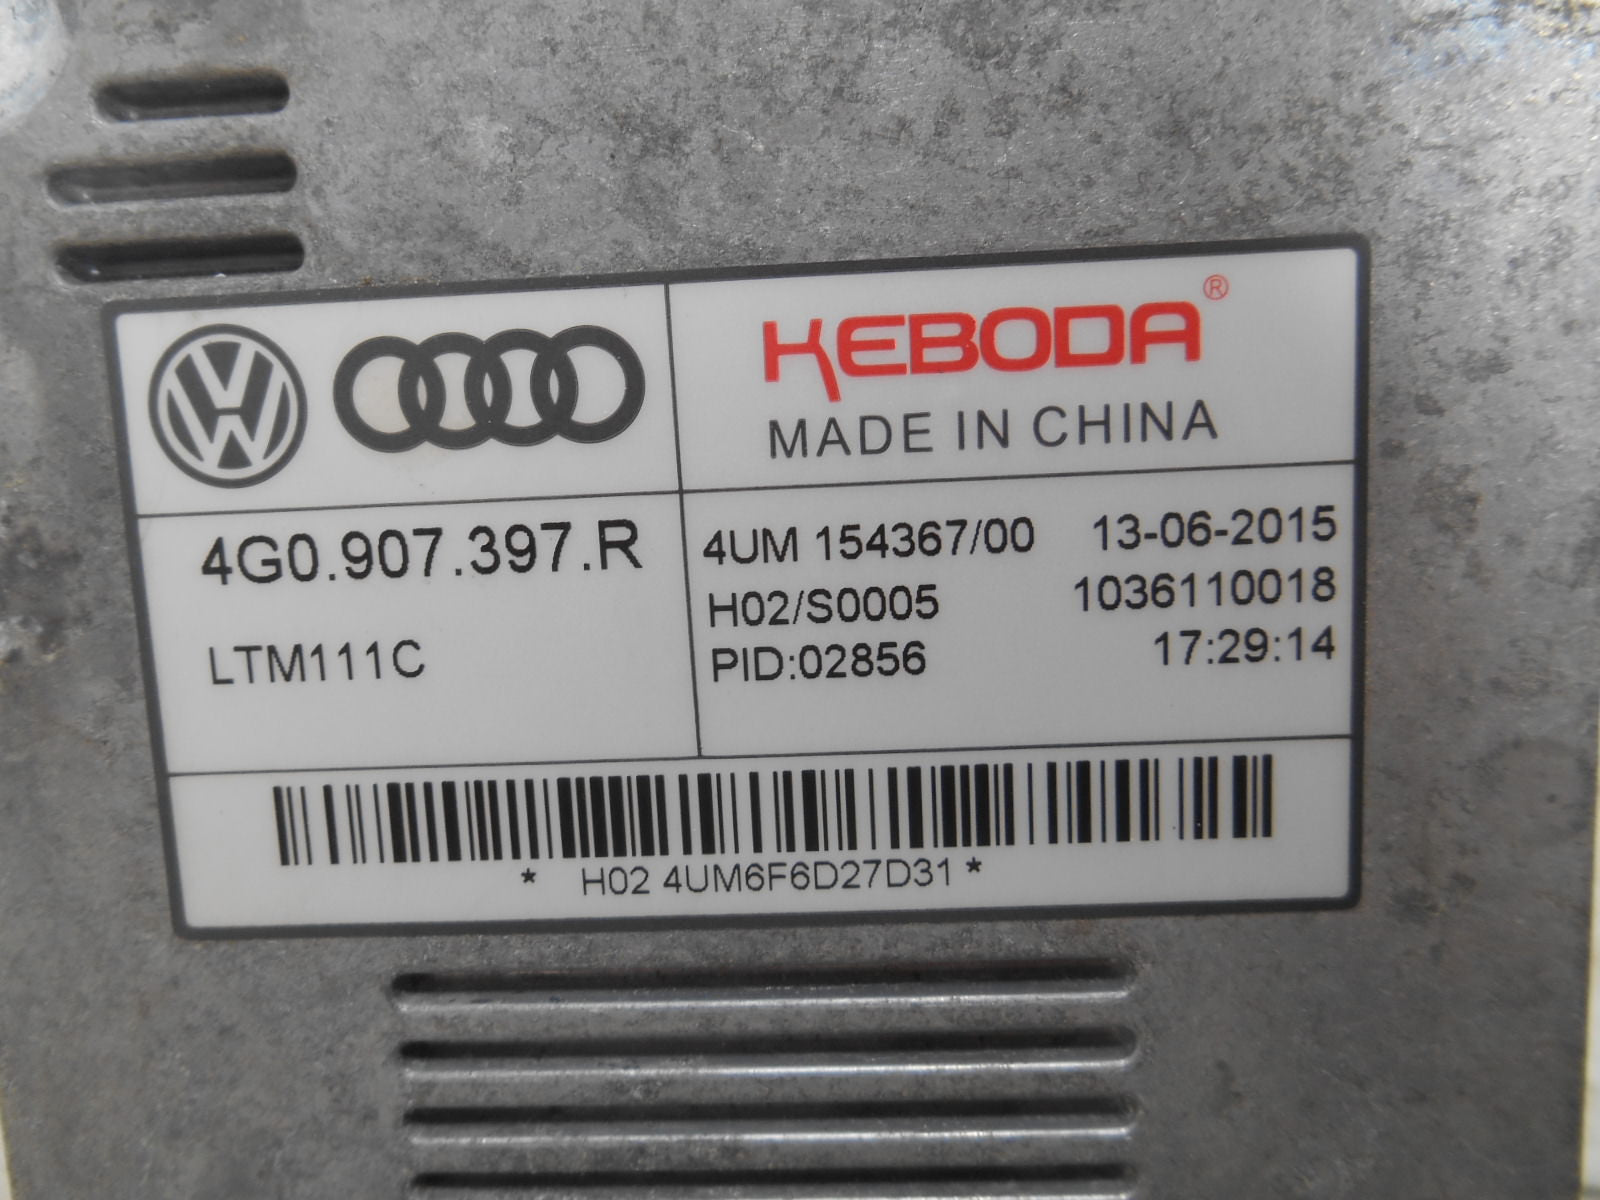 KEBODA®
MADE IN CHINA
4G0.907.397.R
LTM111C
4UM 154367/00 13-06-2015
H02/S0005 1036110018
PID:02856 17:29:14
* H02 4UM6F6D27D31 *